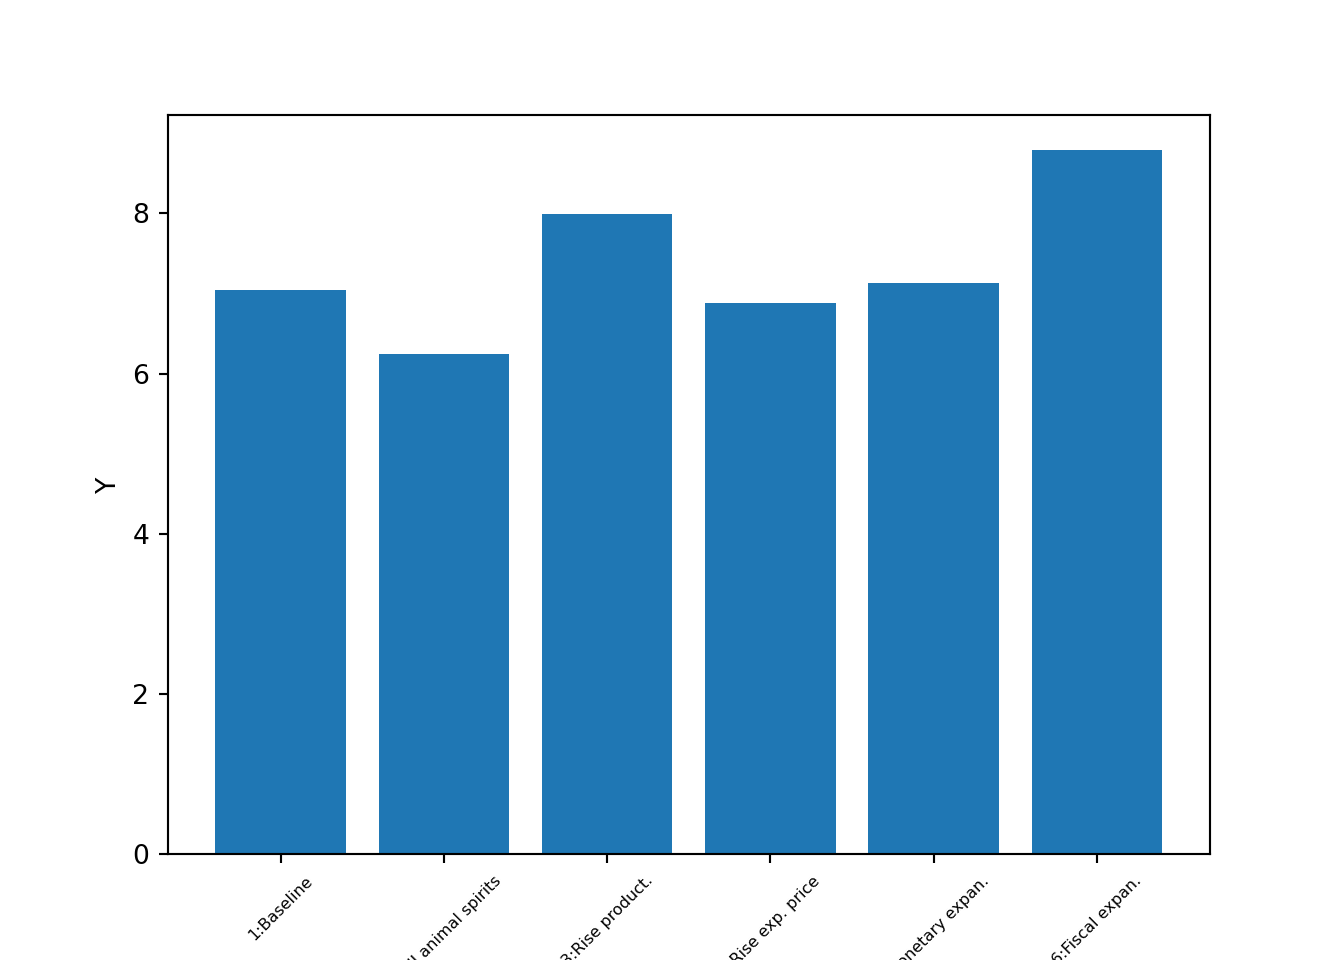 8
6
4
2
0
Y
1:Baseline
animal spirits
3:Rise product.
Rise exp. price
onetary expan.
6:Fiscal expan.